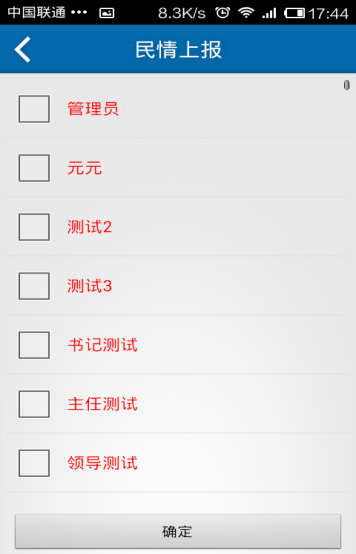 中国联通 ••• 8.3K/s 17:44
民情上报
管理员
元元
测试2
测试3
书记测试
主任测试
领导测试
确定